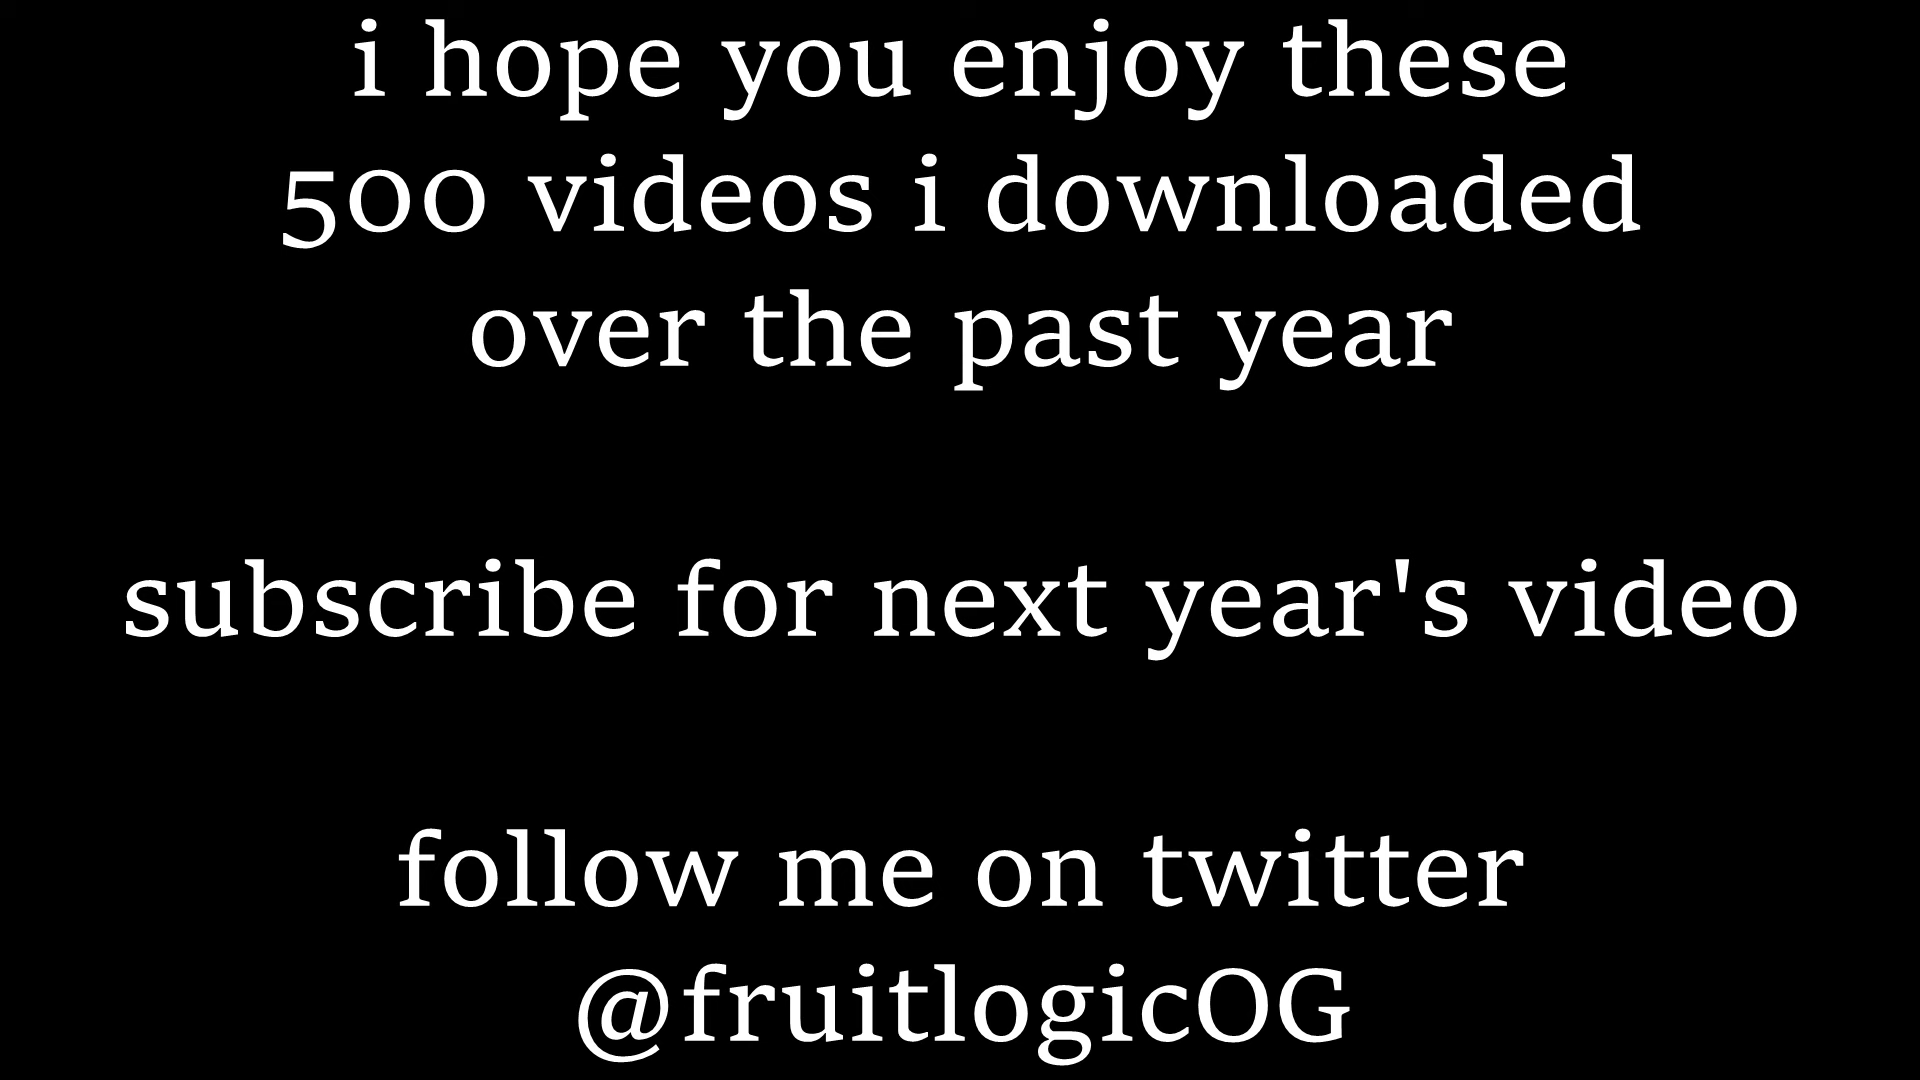 i hope you enjoy these
500 videos i downloaded
over the past year
subscribe for next year's video
follow me on twitter
@fruitlogicOG